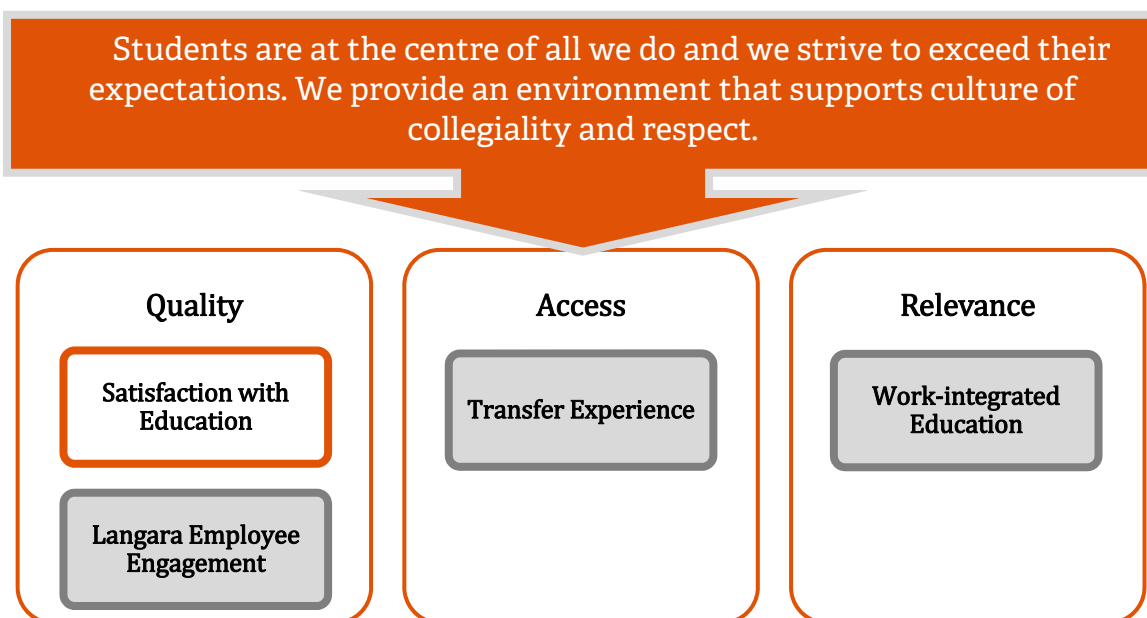 Students are at the centre of all we do and we strive to exceed their
expectations. We provide an environment that supports culture of
collegiality and respect.
Quality
Satisfaction with
Education
Langara Employee
Engagement
Access
Transfer Experience
Relevance
Work-integrated
Education